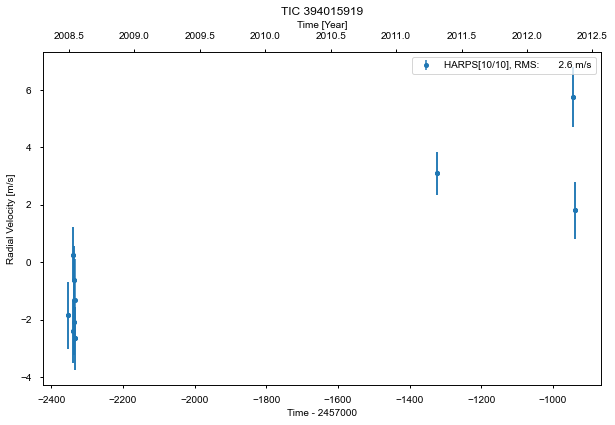 TIC 394015919
Time [Year]
2008.5 2009.0 2009.5 2010.0 2010.5 2011.0 2011.5 2012.0 2012.5
HARPS[10/10], RMS: 2.6 m/s
Radial Velocity [m/s]
6
4
2
0
−2
−4
−2400 −2200 −2000 −1800 −1600 −1400 −1200 −1000
Time - 2457000